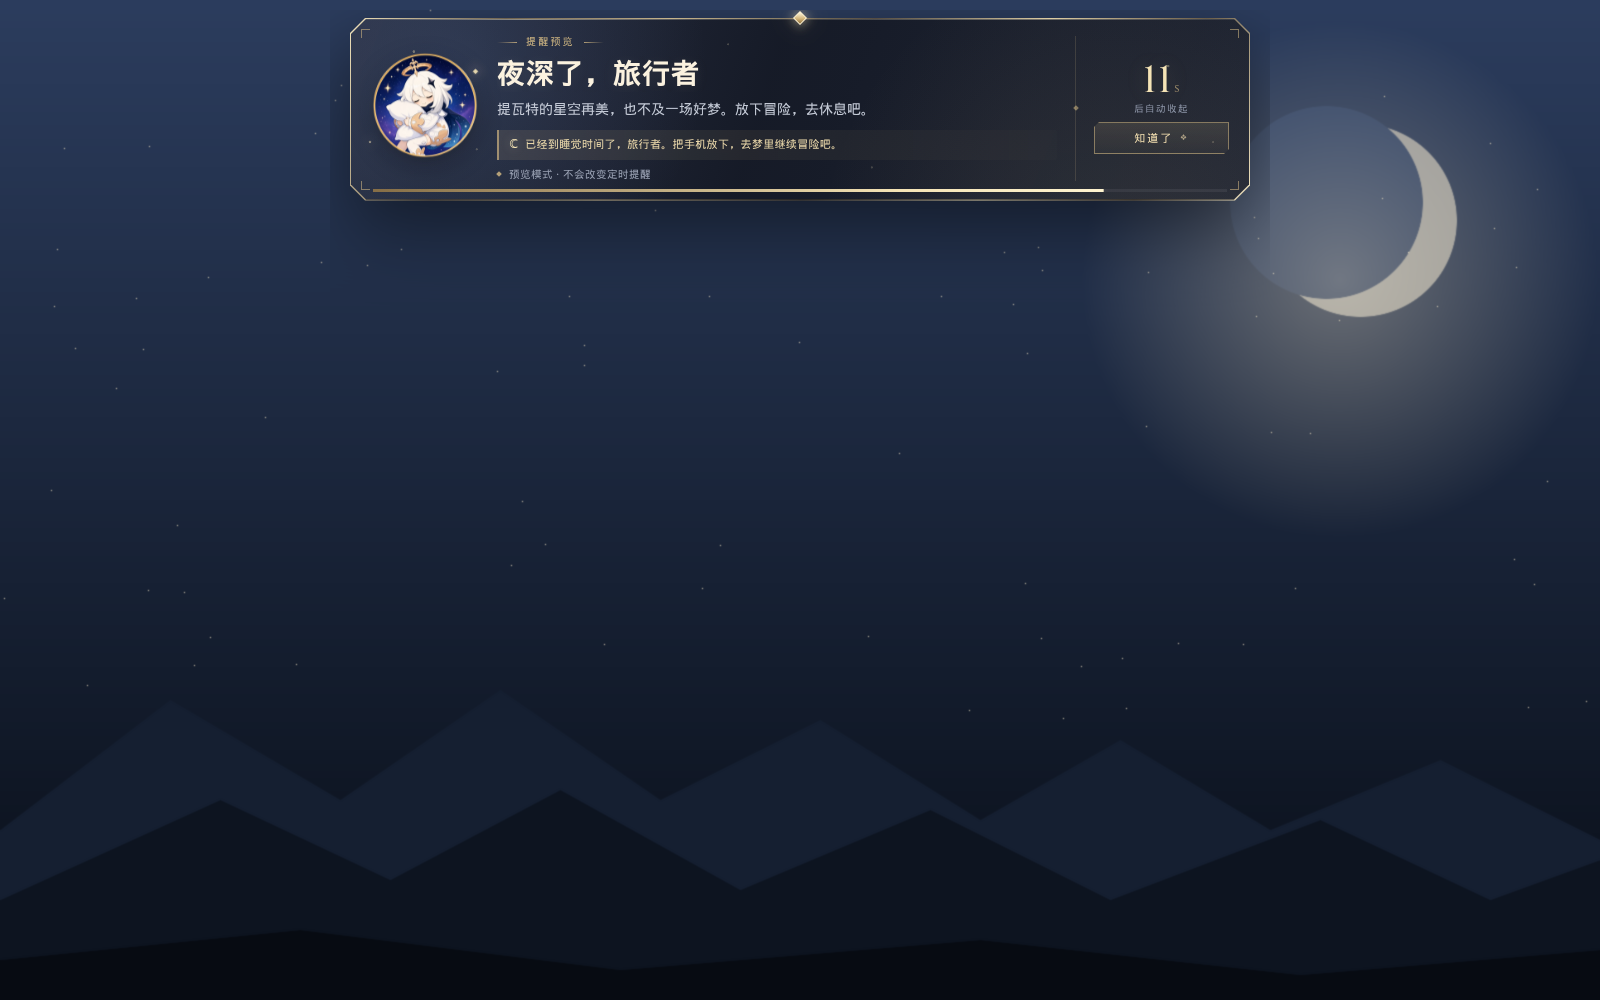 提醒预览
夜深了，旅行者
提瓦特的星空再美，也不及一场好梦。放下冒险，去休息吧。
已经到睡觉时间了，旅行者。把手机放下，去梦里继续冒险吧。
预览模式 · 不会改变定时提醒
11s
后自动收起
知道了